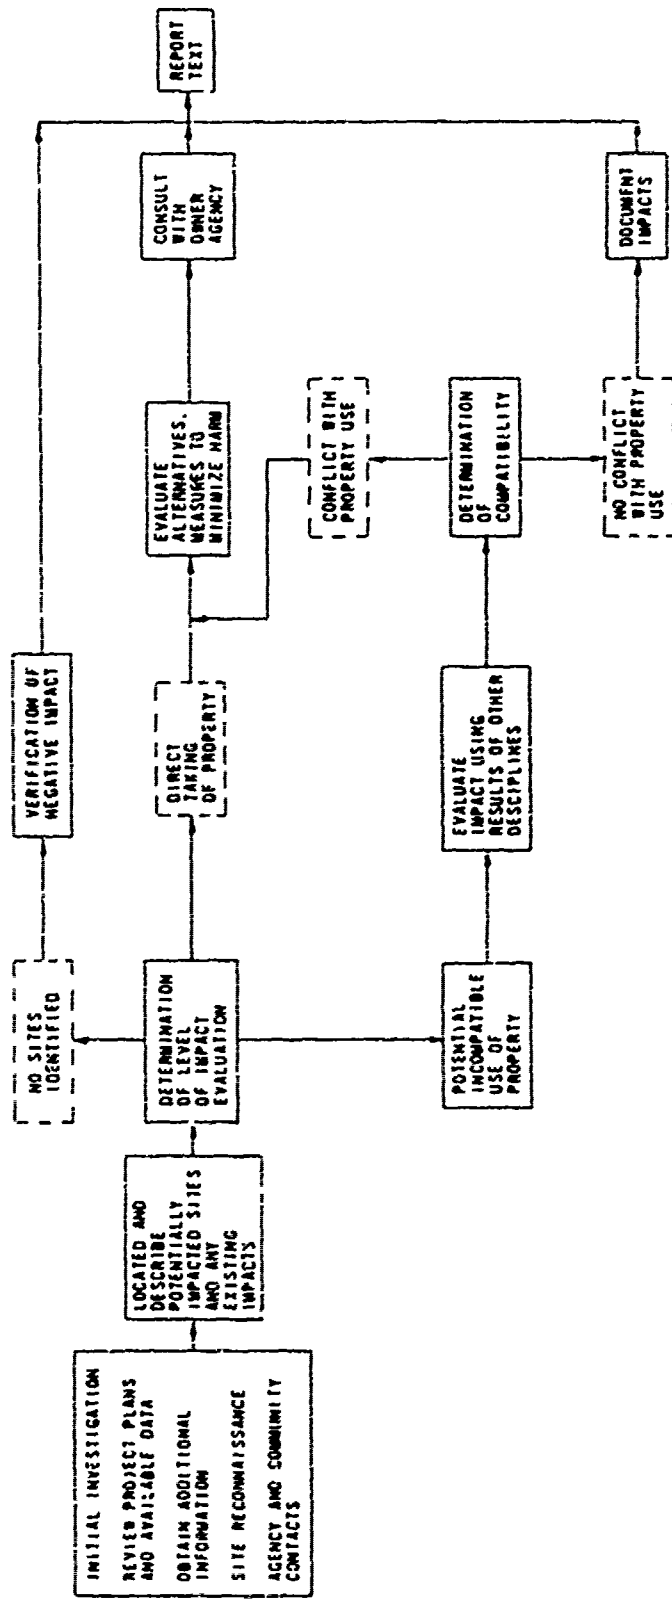 INITIAL INVESTIGATION
REVIEW PROJECT PLANS
AND AVAILABLE DATA
OBTAIN ADDITIONAL
INFORMATION
SITE RECONNAISSANCE
AGENCY AND COMMUNITY
CONTACTS
LOCATED AND
DESCRIBE
POTENTIALLY
IMPACTED SITES
AND ANY
EXISTING
IMPACTS
DETERMINATION
OF LEVEL
OF IMPACT
EVALUATION
NO SITES
IDENTIFIED
VERIFICATION OF
NEGATIVE IMPACT
DIRECT
TAKING
OF PROPERTY
EVALUATE
ALTERNATIVES,
MEASURES TO
MINIMIZE HARM
CONSULT
WITH
OWNER
AGENCY
REPORT
TEXT
POTENTIAL
INCOMPATIBLE
USE OF
PROPERTY
EVALUATE
IMPACT USING
RESULTS OF OTHER
DESCIPLINES
DETERMINATION
OF
COMPATIBILITY
CONFLICT WITH
PROPERTY USE
NO CONFLICT
WITH PROPERTY
USE
DOCUMENT
IMPACTS